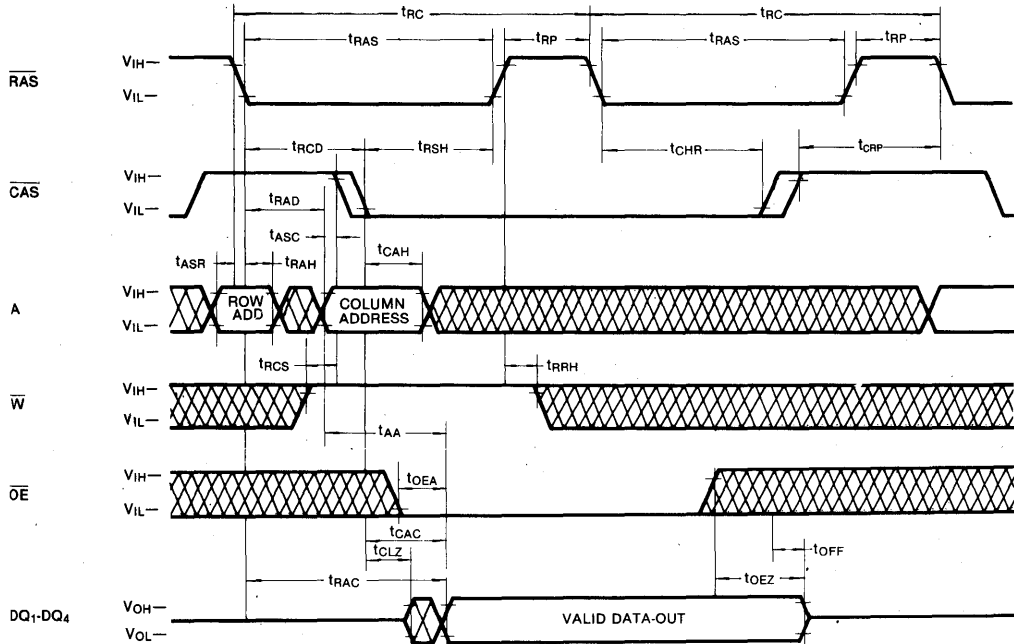 tRC tRC
tRAS tRP tRAS tRP
RAS VIH— VIL—
tRCD tRSH tCHR tCRP
CAS VIH— VIL—
tRAD
tASC tCAH
tASR tRAH
A VIH— VIL— ROW ADD COLUMN ADDRESS
tRCS tRRH
W VIH— VIL—
tAA
OE VIH— VIL— tOEA
tCAC
tCLZ tOFF
tRAC tOEZ
DQ1-DQ4 VOH— VOL— VALID DATA-OUT